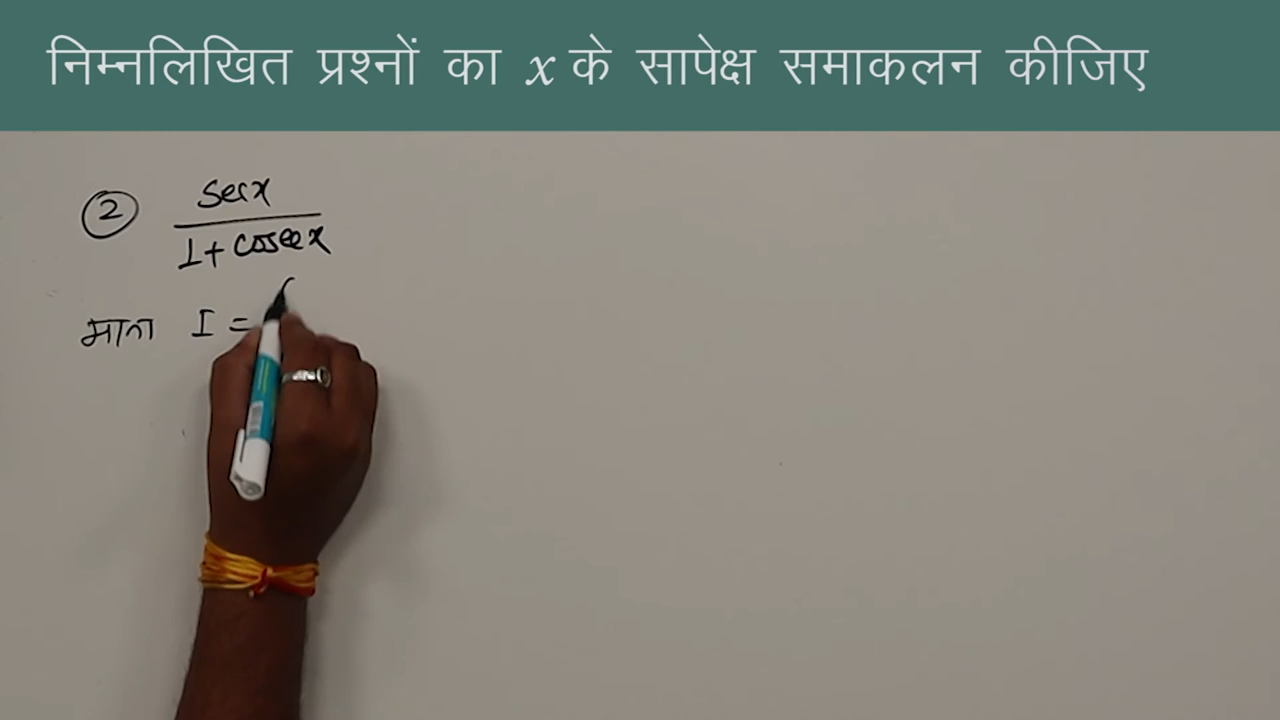 निम्नलिखित प्रश्नों का x के सापेक्ष समाकलन कीजिए
② secx
1+cosecx
माना I =